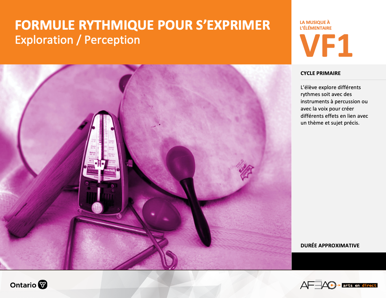 FORMULE RYTHMIQUE POUR S’EXPRIMER
Exploration / Perception
LA MUSIQUE À
L’ÉLÉMENTAIRE
VF1
CYCLE PRIMAIRE
L’élève explore différents
rythmes soit avec des
instruments à percussion ou
avec la voix pour créer
différents effets en lien avec
un thème et sujet précis.
DURÉE APPROXIMATIVE
Ontario
AFEAO
arts en direct